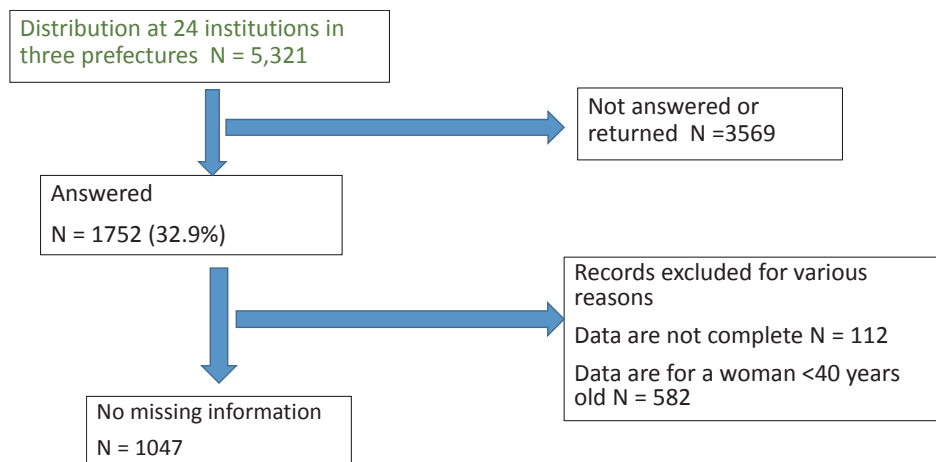 Distribution at 24 institutions in
three prefectures N = 5,321
Not answered or
returned N =3569
Answered
N = 1752 (32.9%)
Records excluded for various
reasons
Data are not complete N = 112
Data are for a woman <40 years
old N = 582
No missing information
N = 1047